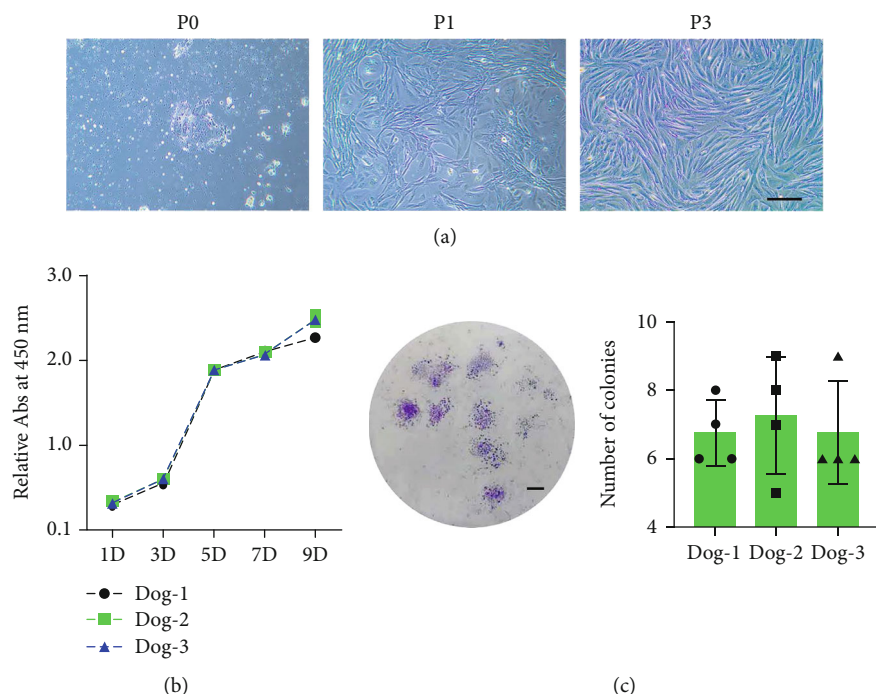 P0 P1 P3
(a)
3.0
2.0
1.0
0.1
Relative Abs at 450 nm
1D 3D 5D 7D 9D
Dog-1
Dog-2
Dog-3
(b)
10
8
6
4
Number of colonies
Dog-1 Dog-2 Dog-3
(c)